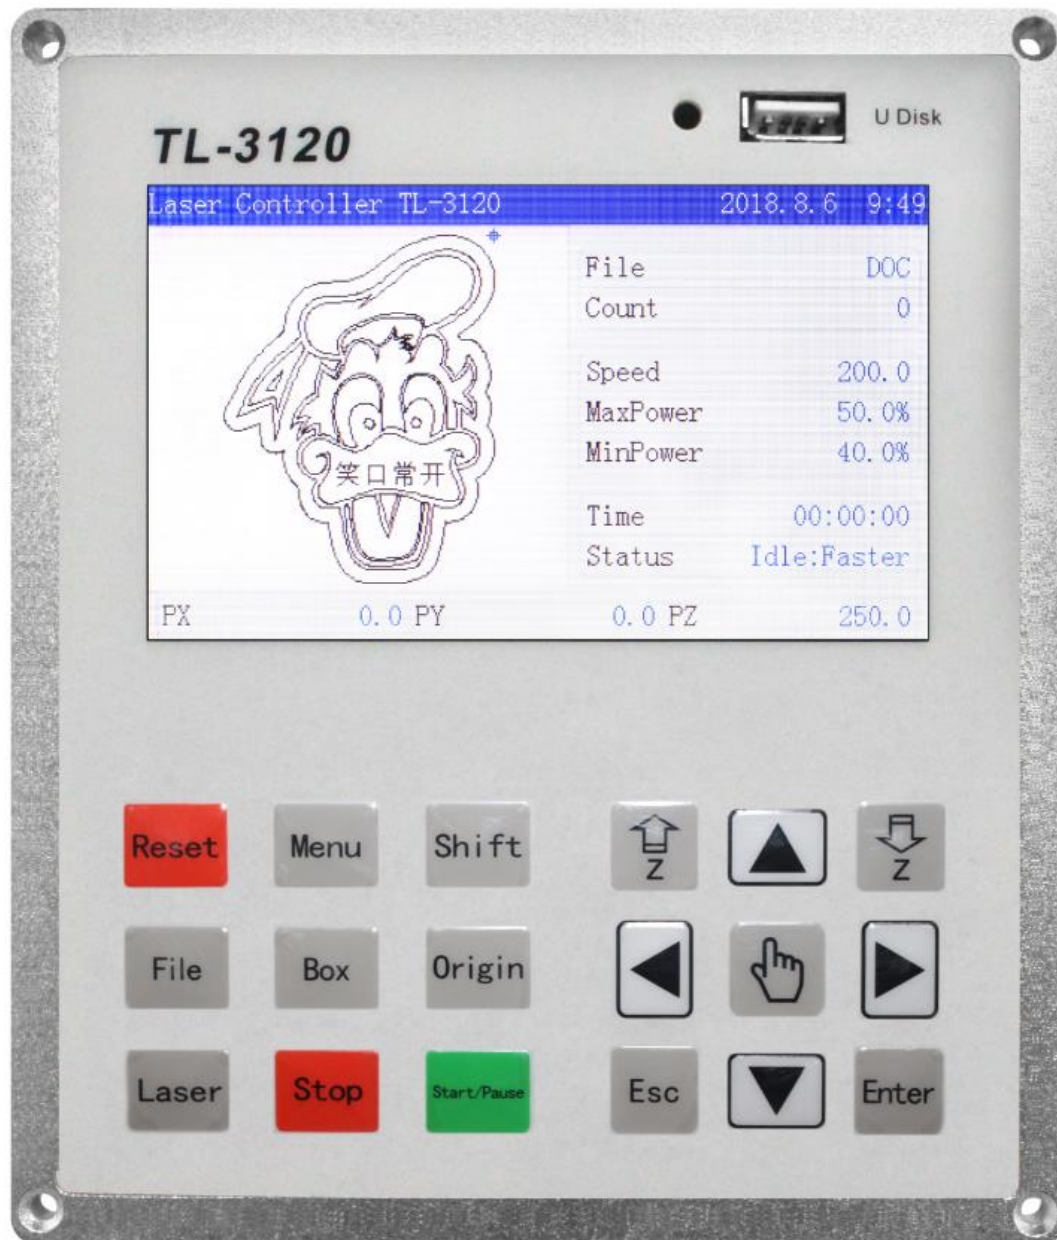 U Disk
TL-3120
Laser Controller TL-3120 2018.8.6 9:49
File DOC
Count 0
Speed 200.0
MaxPower 50.0%
MinPower 40.0%
笑口常开
Time 00:00:00
Status Idle:Faster
PX 0.0 PY 0.0 PZ 250.0
Reset Menu Shift Z Z
File Box Origin
Laser Stop Start/Pause Esc Enter